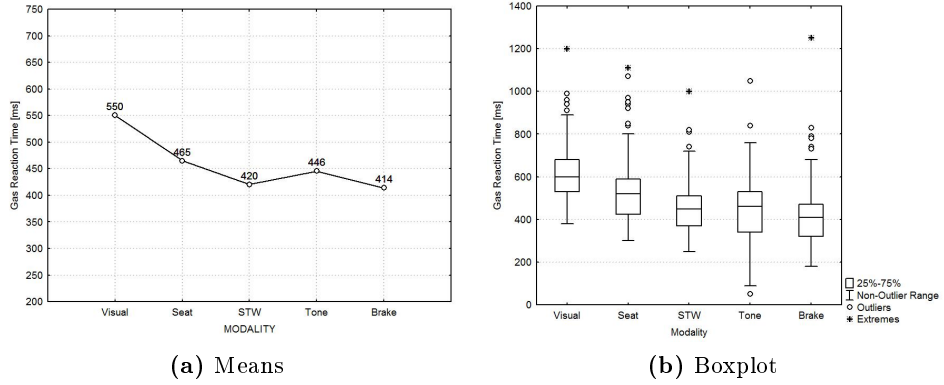 750
700
650
600
550
500
450
400
350
300
250
200
Gas Reaction Time [ms]
550
465
420
446
414
Visual Seat STW Tone Brake
MODALITY
(a) Means
1400
1200
1000
800
600
400
200
0
Gas Reaction Time [ms]
Visual Seat STW Tone Brake
Modality
25%-75%
Non-Outlier Range
Outliers
Extremes
(b) Boxplot